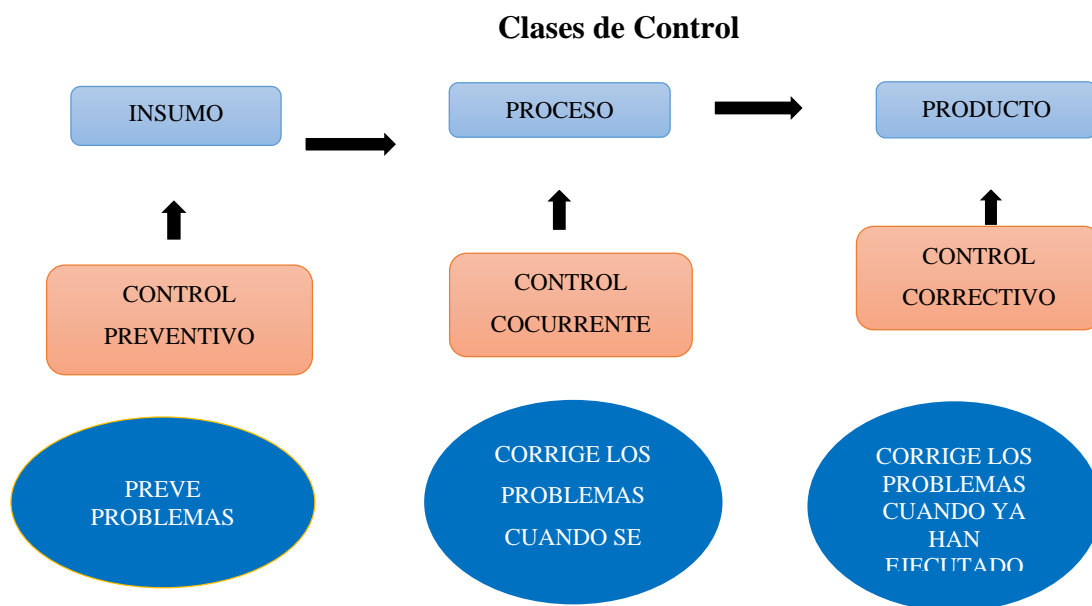 Clases de Control
INSUMO
PROCESO
PRODUCTO
CONTROL
PREVENTIVO
CONTROL
COCURRENTE
CONTROL
CORRECTIVO
PREVE
PROBLEMAS
CORRIGE LOS
PROBLEMAS
CUANDO SE
CORRIGE LOS
PROBLEMAS
CUANDO YA
HAN
EJECUTADO